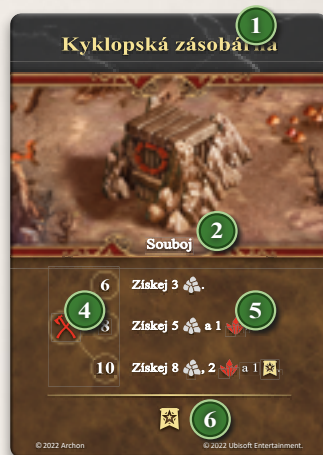 Kyklopská zásobárna
1
Souboj
2
6 Získej 3 .
4 8 Získej 5 a 1 5
10 Získej 8 , 2 a 1 .
6
© 2022 Archon © 2022 Ubisoft Entertainment.